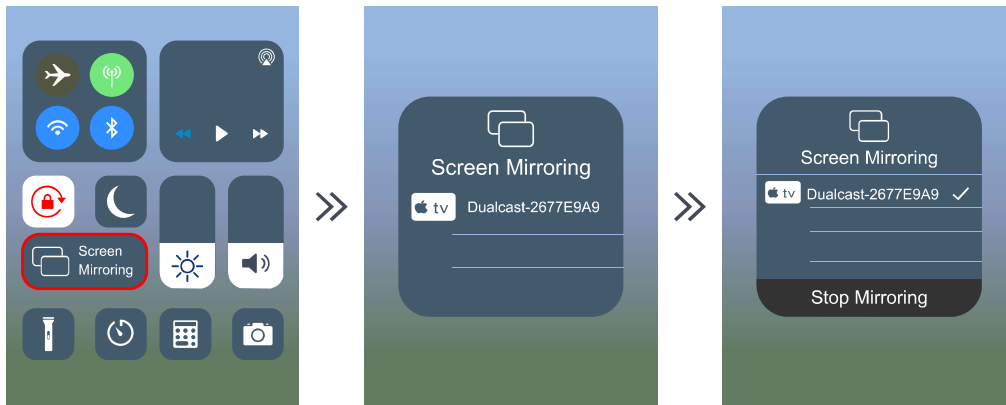 Screen
Mirroring
Screen Mirroring
tv Dualcast-2677E9A9
Screen Mirroring
tv Dualcast-2677E9A9
Stop Mirroring